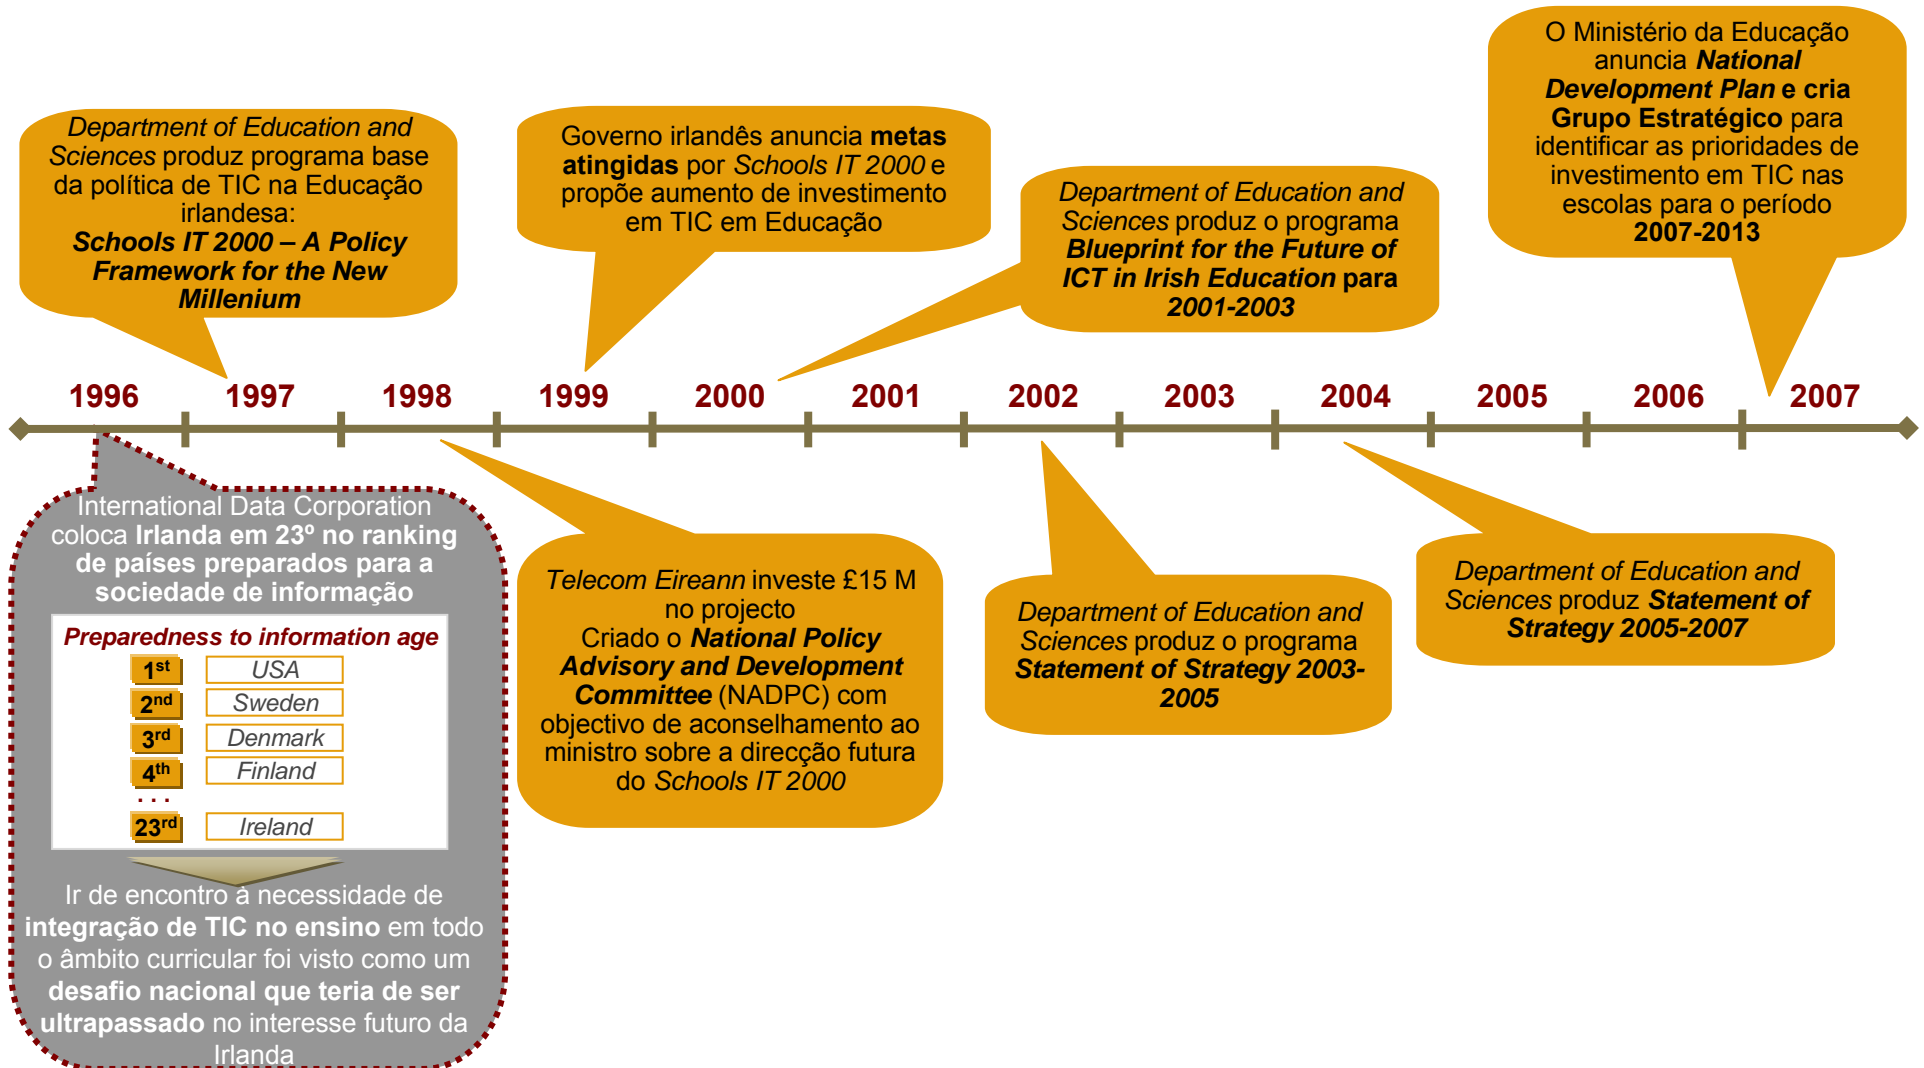 Department of Education and
Sciences produz programa base
da política de TIC na Educação
irlandesa:
Schools IT 2000 – A Policy
Framework for the New
Millenium
Governo irlandês anuncia metas
atingidas por Schools IT 2000 e
propõe aumento de investimento
em TIC em Educação
Department of Education and
Sciences produz o programa
Blueprint for the Future of
ICT in Irish Education para
2001-2003
O Ministério da Educação
anuncia National
Development Plan e cria
Grupo Estratégico para
identificar as prioridades de
investimento em TIC nas
escolas para o período
2007-2013
1996 1997 1998 1999 2000 2001 2002 2003 2004 2005 2006 2007
International Data Corporation
coloca Irlanda em 23º no ranking
de países preparados para a
sociedade de informação
Preparedness to information age
1st USA
2nd Sweden
3rd Denmark
4th Finland
. . .
23rd Ireland
Ir de encontro à necessidade de
integração de TIC no ensino em todo
o âmbito curricular foi visto como um
desafio nacional que teria de ser
ultrapassado no interesse futuro da
Irlanda
Telecom Eireann investe £15 M
no projecto
Criado o National Policy
Advisory and Development
Committee (NADPC) com
objectivo de aconselhamento ao
ministro sobre a direcção futura
do Schools IT 2000
Department of Education and
Sciences produz o programa
Statement of Strategy 2003-
2005
Department of Education and
Sciences produz Statement of
Strategy 2005-2007